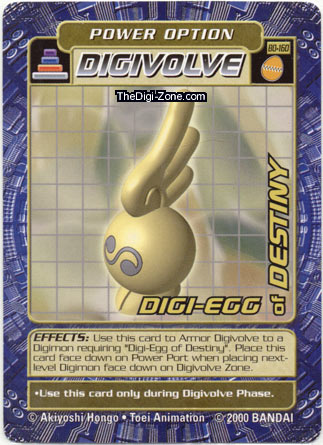 POWER OPTION
DIGIVOLVE
BO-160
TheDigi-Zone.com
DIGI-EGG of DESTINY
EFFECTS: Use this card to Armor Digivolve to a
Digimon requiring "Digi-Egg of Destiny". Place this
card face down on Power Port when placing next-
level Digimon face down on Digivolve Zone.
•Use this card only during Digivolve Phase.
© Akiyoshi Hongo • Toei Animation © 2000 BANDAI